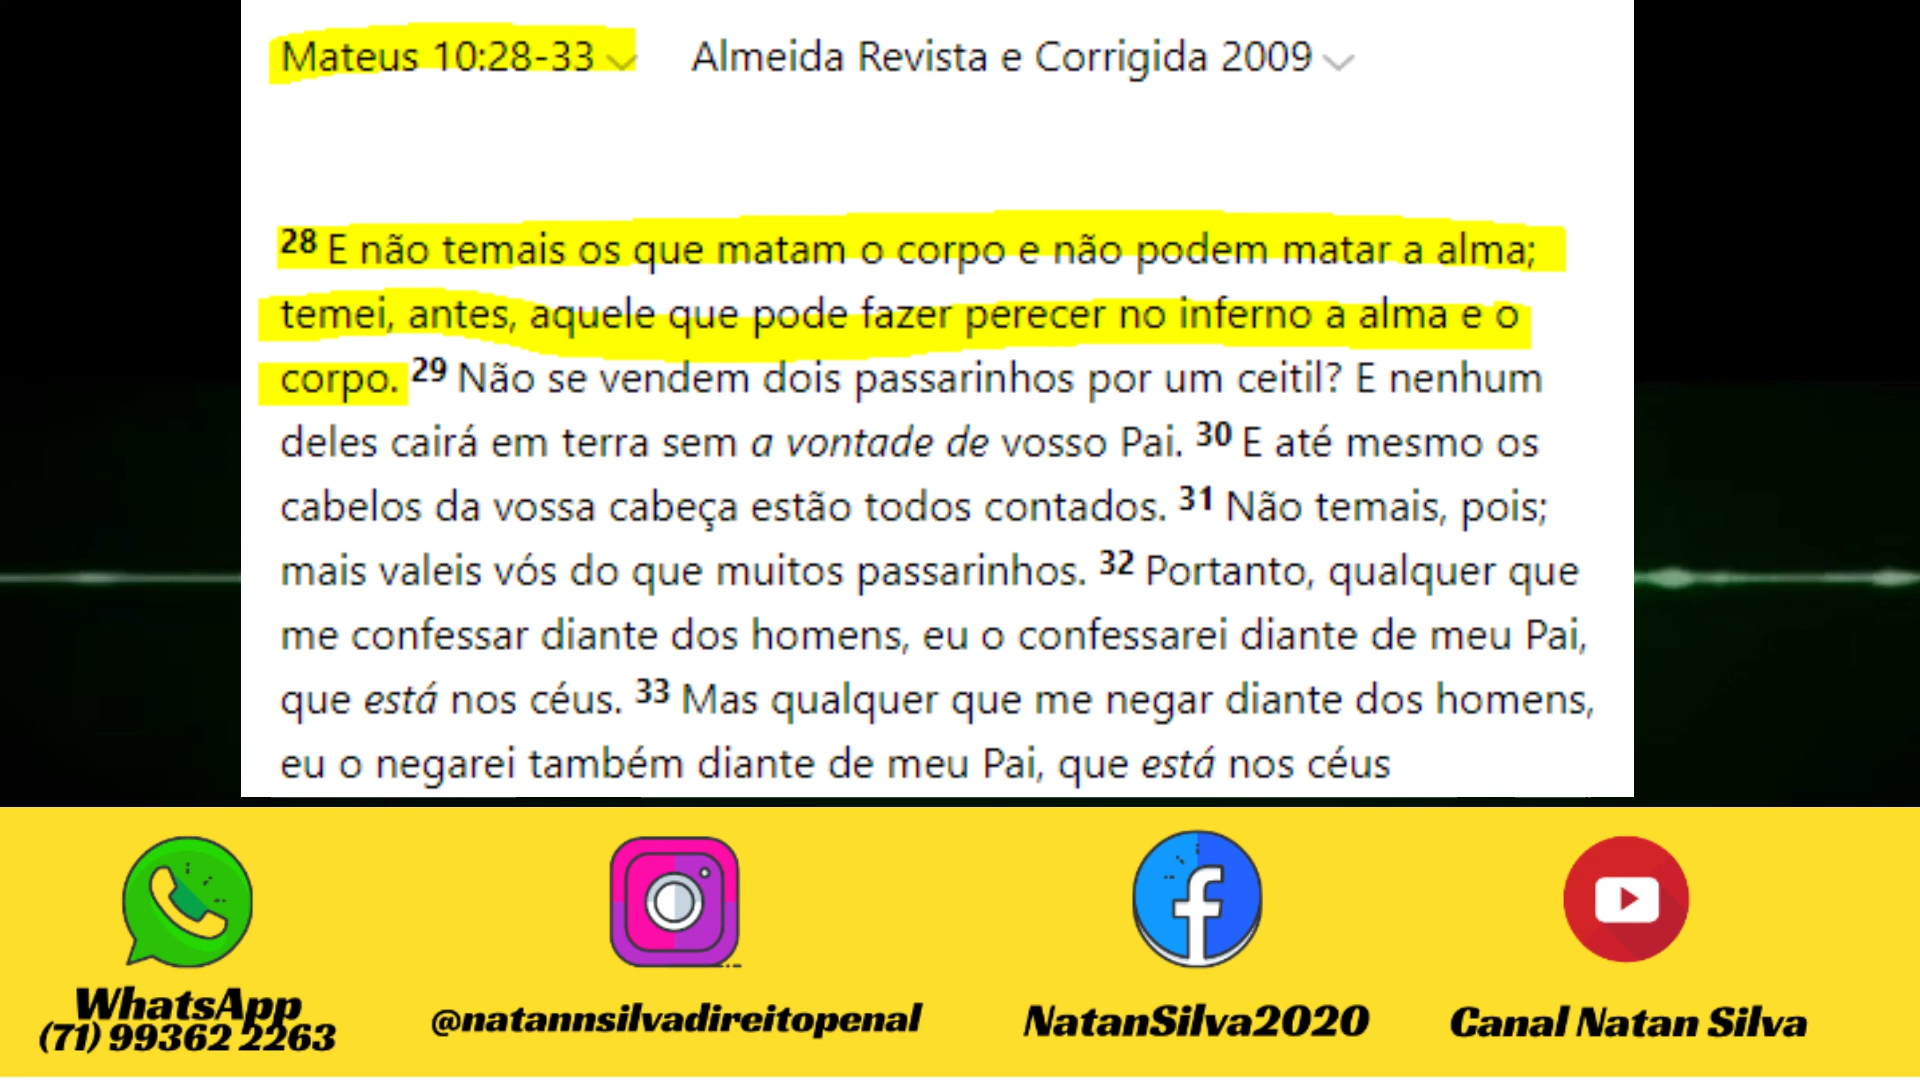 Mateus 10:28-33 Almeida Revista e Corrigida 2009
28 E não temais os que matam o corpo e não podem matar a alma;
temei, antes, aquele que pode fazer perecer no inferno a alma e o
corpo. 29 Não se vendem dois passarinhos por um ceitil? E nenhum
deles cairá em terra sem a vontade de vosso Pai. 30 E até mesmo os
cabelos da vossa cabeça estão todos contados. 31 Não temais, pois;
mais valeis vós do que muitos passarinhos. 32 Portanto, qualquer que
me confessar diante dos homens, eu o confessarei diante de meu Pai,
que está nos céus. 33 Mas qualquer que me negar diante dos homens,
eu o negarei também diante de meu Pai, que está nos céus
WhatsApp
(71) 99362 2263
@natannsilvadireitopenal
NatanSilva2020
Canal Natan Silva